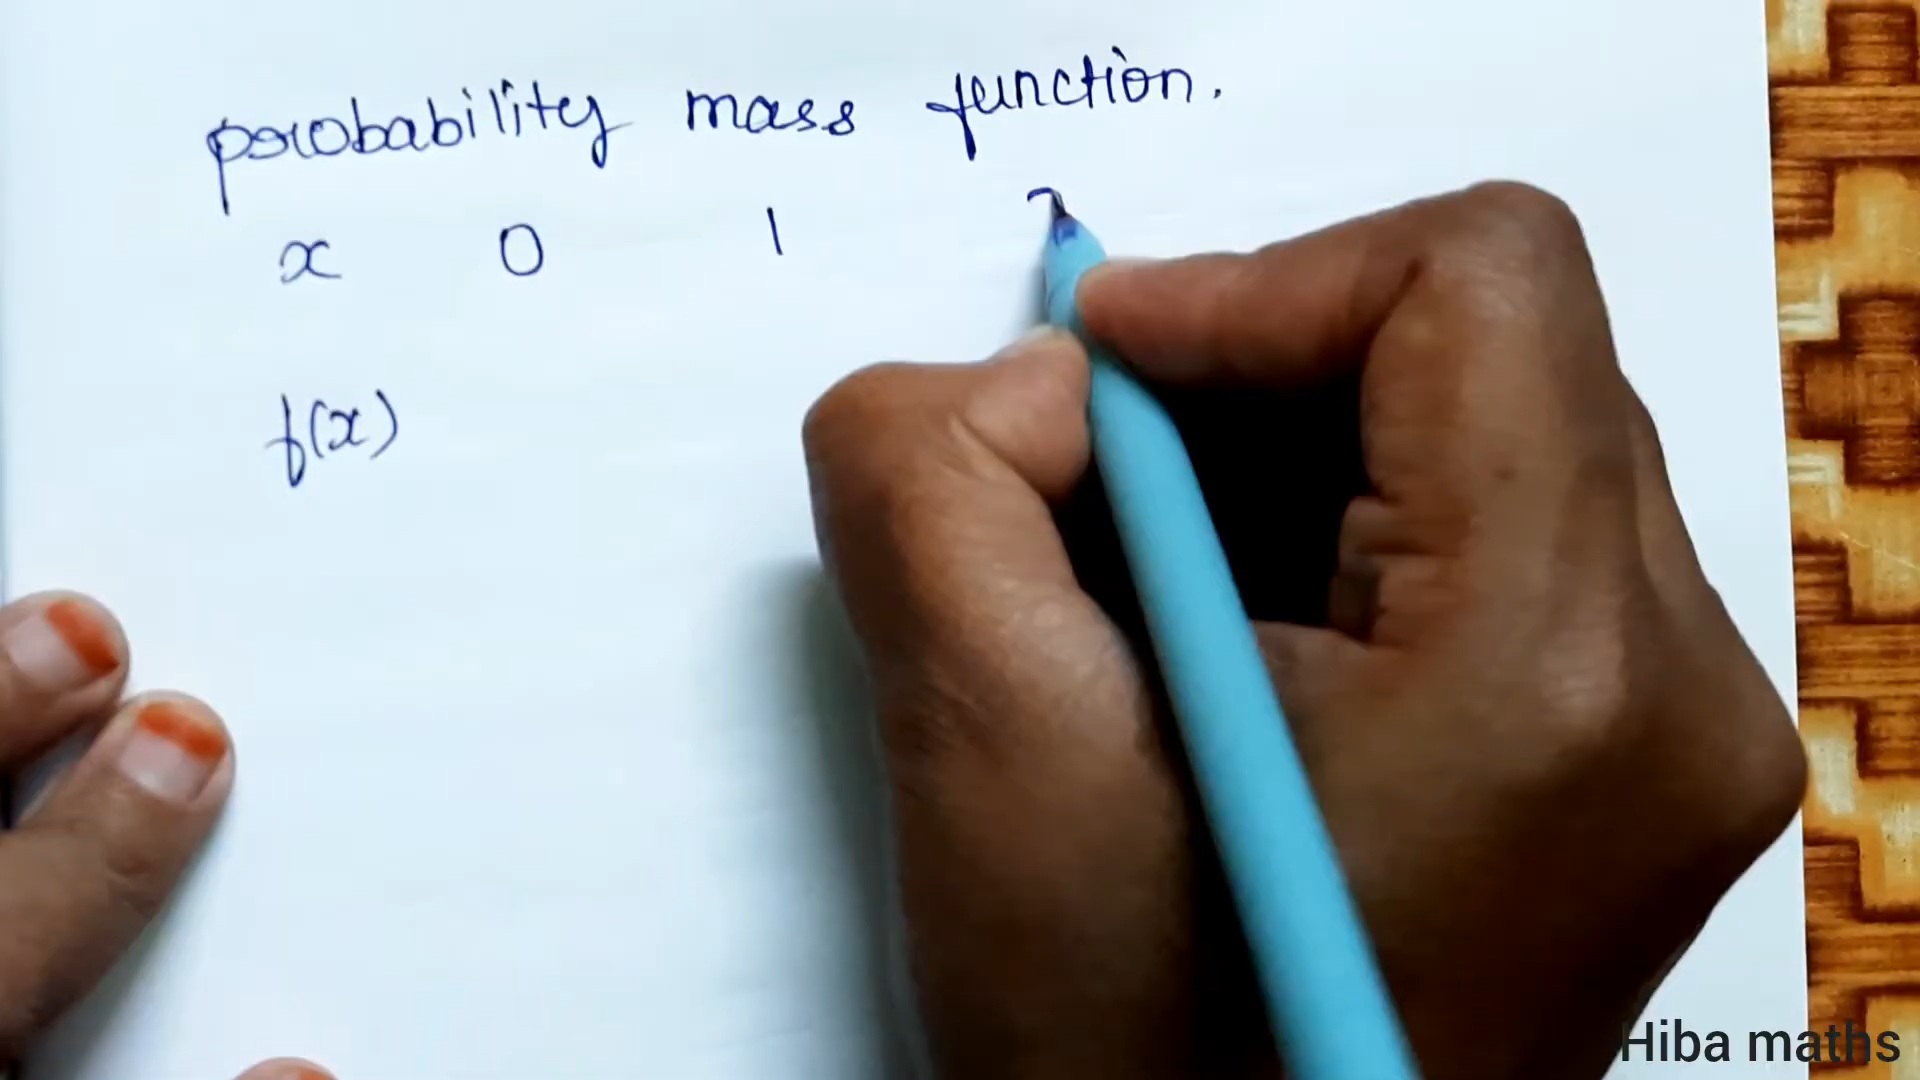 probability mass function.
x 0 1
f(x)
Hiba maths